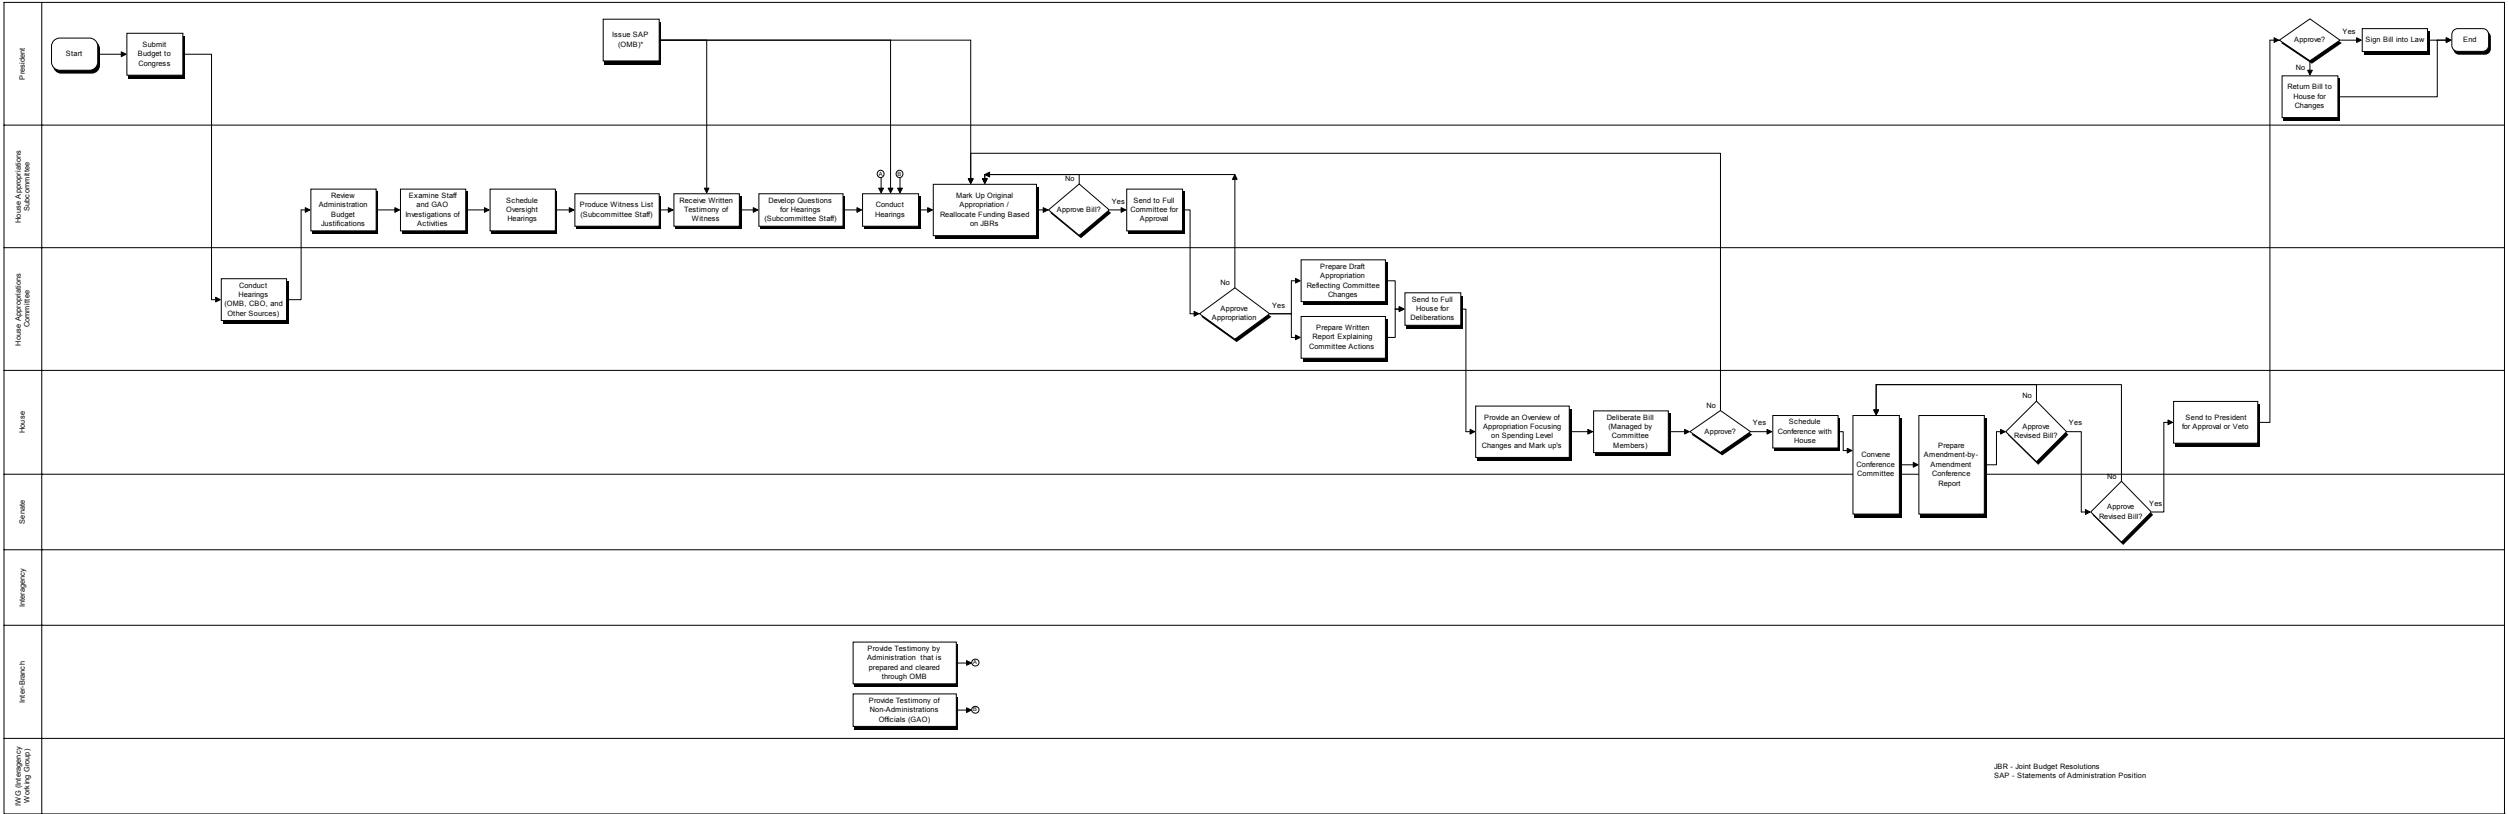 President
Start
Submit
Budget to
Congress
Issue SAP
(OMB)*
Approve?
Yes
Sign Bill into Law
End
No
Return Bill to
House for
Changes
House Appropriations
Subcommittee
Review
Administration
Budget
Justifications
Examine Staff
and GAO
Investigations of
Activities
Schedule
Oversight
Hearings
Produce Witness List
(Subcommittee Staff)
Receive Written
Testimony of
Witness
Develop Questions
for Hearings
(Subcommittee Staff)
A
B
Conduct
Hearings
Mark Up Original
Appropriation /
Reallocate Funding Based
on JBRs
No
Approve Bill?
Yes
Send to Full
Committee for
Approval
House Appropriations
Committee
Conduct
Hearings
(OMB, CBO, and
Other Sources)
No
Approve
Appropriation
Yes
Prepare Draft
Appropriation
Reflecting Committee
Changes
Prepare Written
Report Explaining
Committee Actions
Send to Full
House for
Deliberations
House
Provide an Overview of
Appropriation Focusing
on Spending Level
Changes and Mark up's
Deliberate Bill
(Managed by
Committee
Members)
No
Approve?
Yes
Schedule
Conference with
House
Convene
Conference
Committee
Prepare
Amendment-by-
Amendment
Conference
Report
No
Approve
Revised Bill?
Yes
Send to President
for Approval or Veto
Senate
No
Approve
Revised Bill?
Yes
Interagency
Inter-Branch
Provide Testimony by
Administration that is
prepared and cleared
through OMB
A
Provide Testimony of
Non-Administrations
Officials (GAO)
B
IWG (Interagency
Working Group)
JBR - Joint Budget Resolutions
SAP - Statements of Administration Position